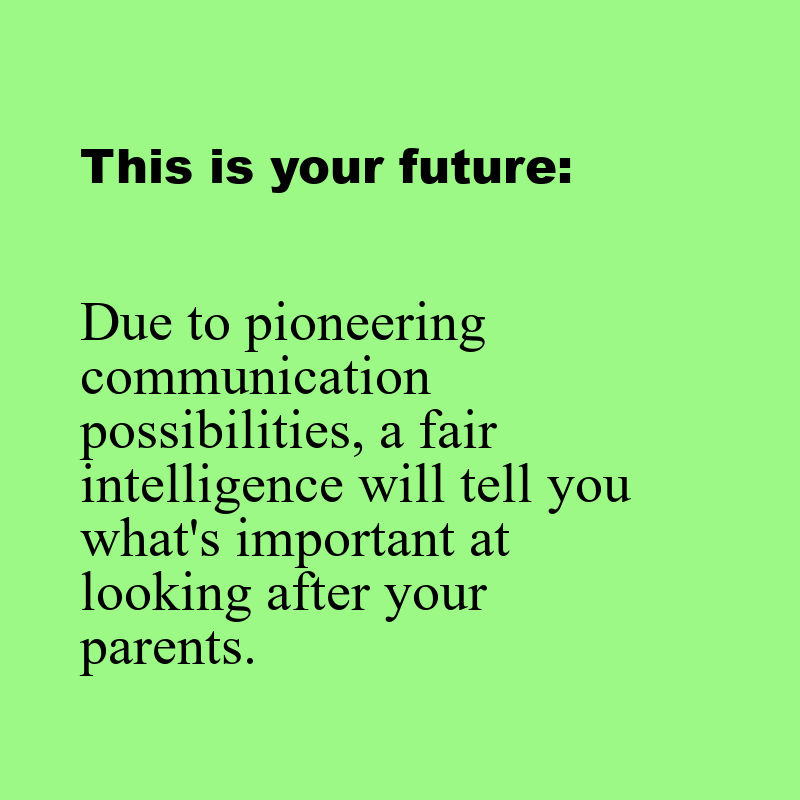 This is your future:
Due to pioneering
communication
possibilities, a fair
intelligence will tell you
what's important at
looking after your
parents.